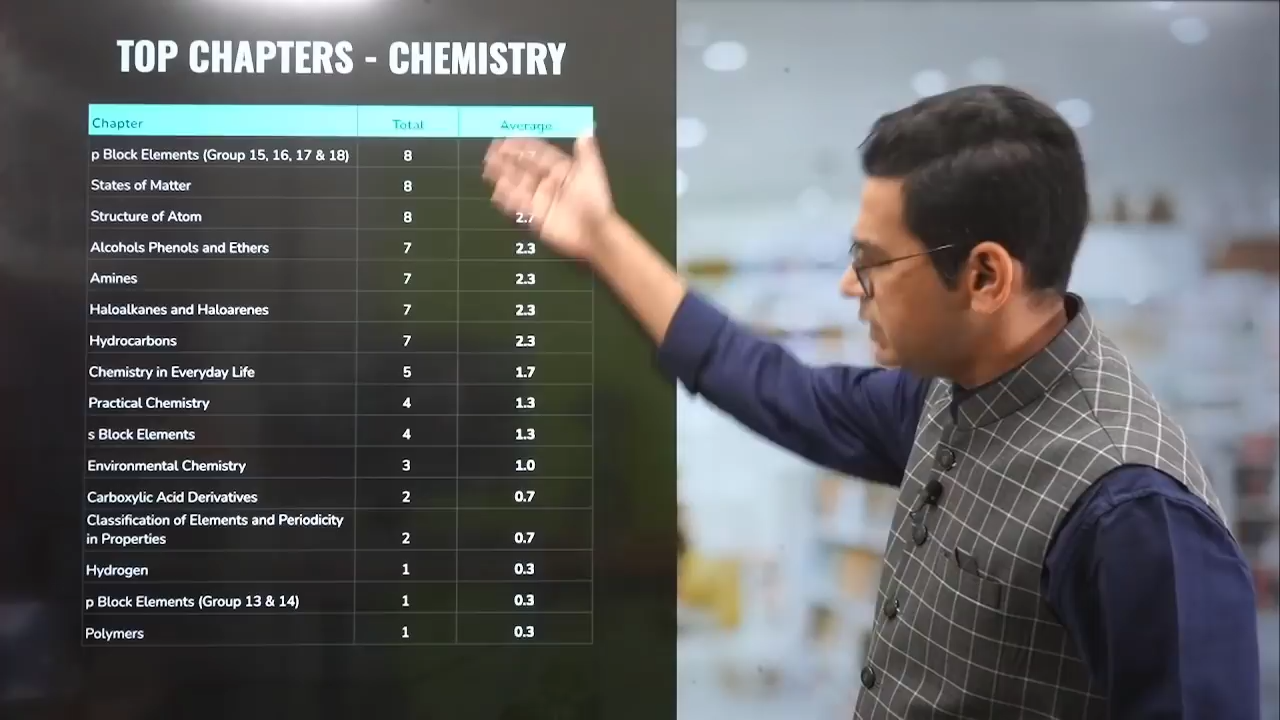 TOP CHAPTERS - CHEMISTRY
Chapter Total Average
p Block Elements (Group 15, 16, 17 & 18) 8
States of Matter 8
Structure of Atom 8 2.7
Alcohols Phenols and Ethers 7 2.3
Amines 7 2.3
Haloalkanes and Haloarenes 7 2.3
Hydrocarbons 7 2.3
Chemistry in Everyday Life 5 1.7
Practical Chemistry 4 1.3
s Block Elements 4 1.3
Environmental Chemistry 3 1.0
Carboxylic Acid Derivatives 2 0.7
Classification of Elements and Periodicity
in Properties 2 0.7
Hydrogen 1 0.3
p Block Elements (Group 13 & 14) 1 0.3
Polymers 1 0.3